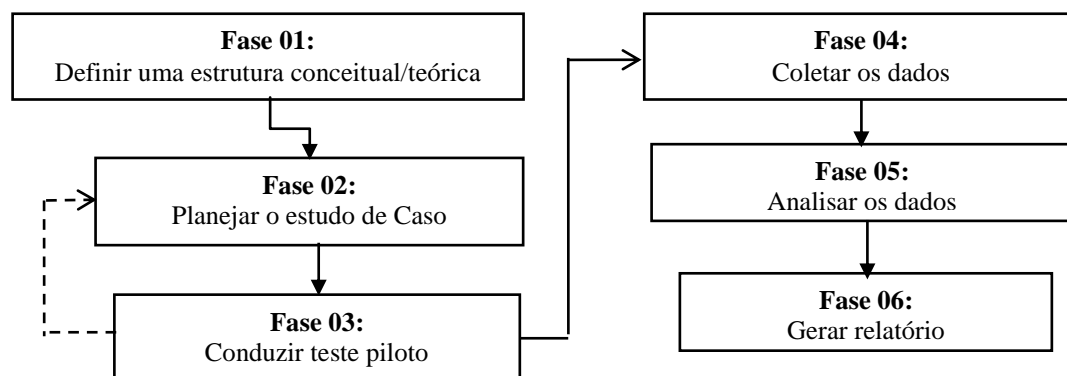 Fase 01:
Definir uma estrutura conceitual/teórica
Fase 02:
Planejar o estudo de Caso
Fase 03:
Conduzir teste piloto
Fase 04:
Coletar os dados
Fase 05:
Analisar os dados
Fase 06:
Gerar relatório